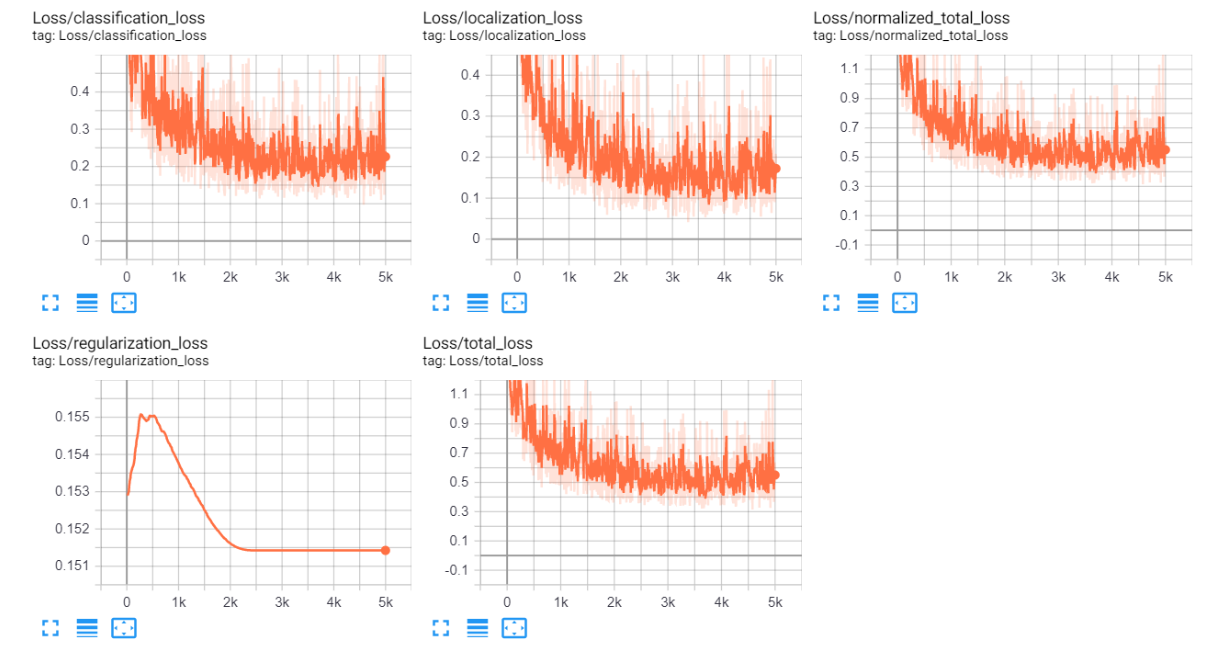 Loss/classification_loss
tag: Loss/classification_loss
0.4
0.3
0.2
0.1
0
0 1k 2k 3k 4k 5k
Loss/localization_loss
tag: Loss/localization_loss
0.4
0.3
0.2
0.1
0
0 1k 2k 3k 4k 5k
Loss/normalized_total_loss
tag: Loss/normalized_total_loss
1.1
0.9
0.7
0.5
0.3
0.1
-0.1
0 1k 2k 3k 4k 5k
Loss/regularization_loss
tag: Loss/regularization_loss
0.155
0.154
0.153
0.152
0.151
0 1k 2k 3k 4k 5k
Loss/total_loss
tag: Loss/total_loss
1.1
0.9
0.7
0.5
0.3
0.1
-0.1
0 1k 2k 3k 4k 5k